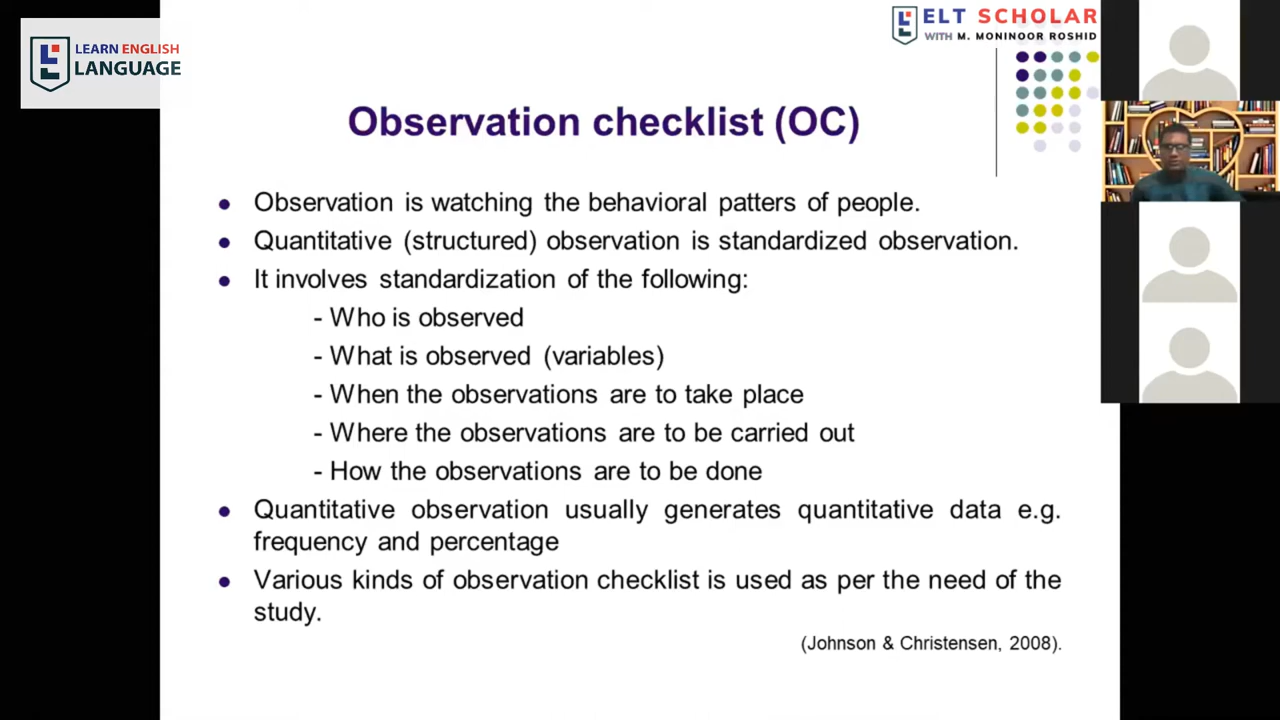 LEARN ENGLISH
LANGUAGE
ELT SCHOLAR
WITH M. MONINOOR ROSHID
Observation checklist (OC)
Observation is watching the behavioral patters of people.
Quantitative (structured) observation is standardized observation.
It involves standardization of the following:
- Who is observed
- What is observed (variables)
- When the observations are to take place
- Where the observations are to be carried out
- How the observations are to be done
Quantitative observation usually generates quantitative data e.g.
frequency and percentage
Various kinds of observation checklist is used as per the need of the
study.
(Johnson & Christensen, 2008).